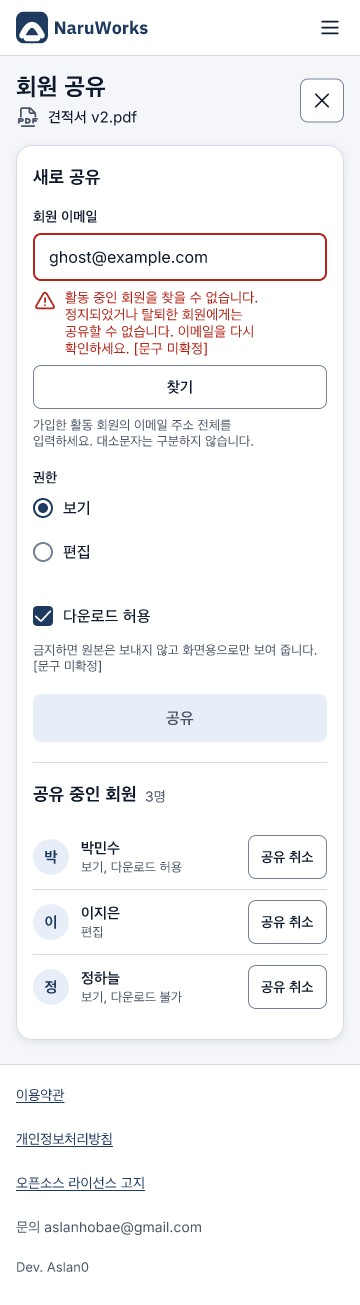 NaruWorks
회원 공유
PDF 견적서 v2.pdf
새로 공유
회원 이메일
ghost@example.com
활동 중인 회원을 찾을 수 없습니다.
정지되었거나 탈퇴한 회원에게는
공유할 수 없습니다. 이메일을 다시
확인하세요. [문구 미확정]
찾기
가입한 활동 회원의 이메일 주소 전체를
입력하세요. 대소문자는 구분하지 않습니다.
권한
보기
편집
다운로드 허용
금지하면 원본은 보내지 않고 화면용으로만 보여 줍니다.
[문구 미확정]
공유
공유 중인 회원 3명
박 박민수
보기, 다운로드 허용
공유 취소
이 이지은
편집
공유 취소
정 정하늘
보기, 다운로드 불가
공유 취소
이용약관
개인정보처리방침
오픈소스 라이선스 고지
문의 aslanhobae@gmail.com
Dev. Aslan0